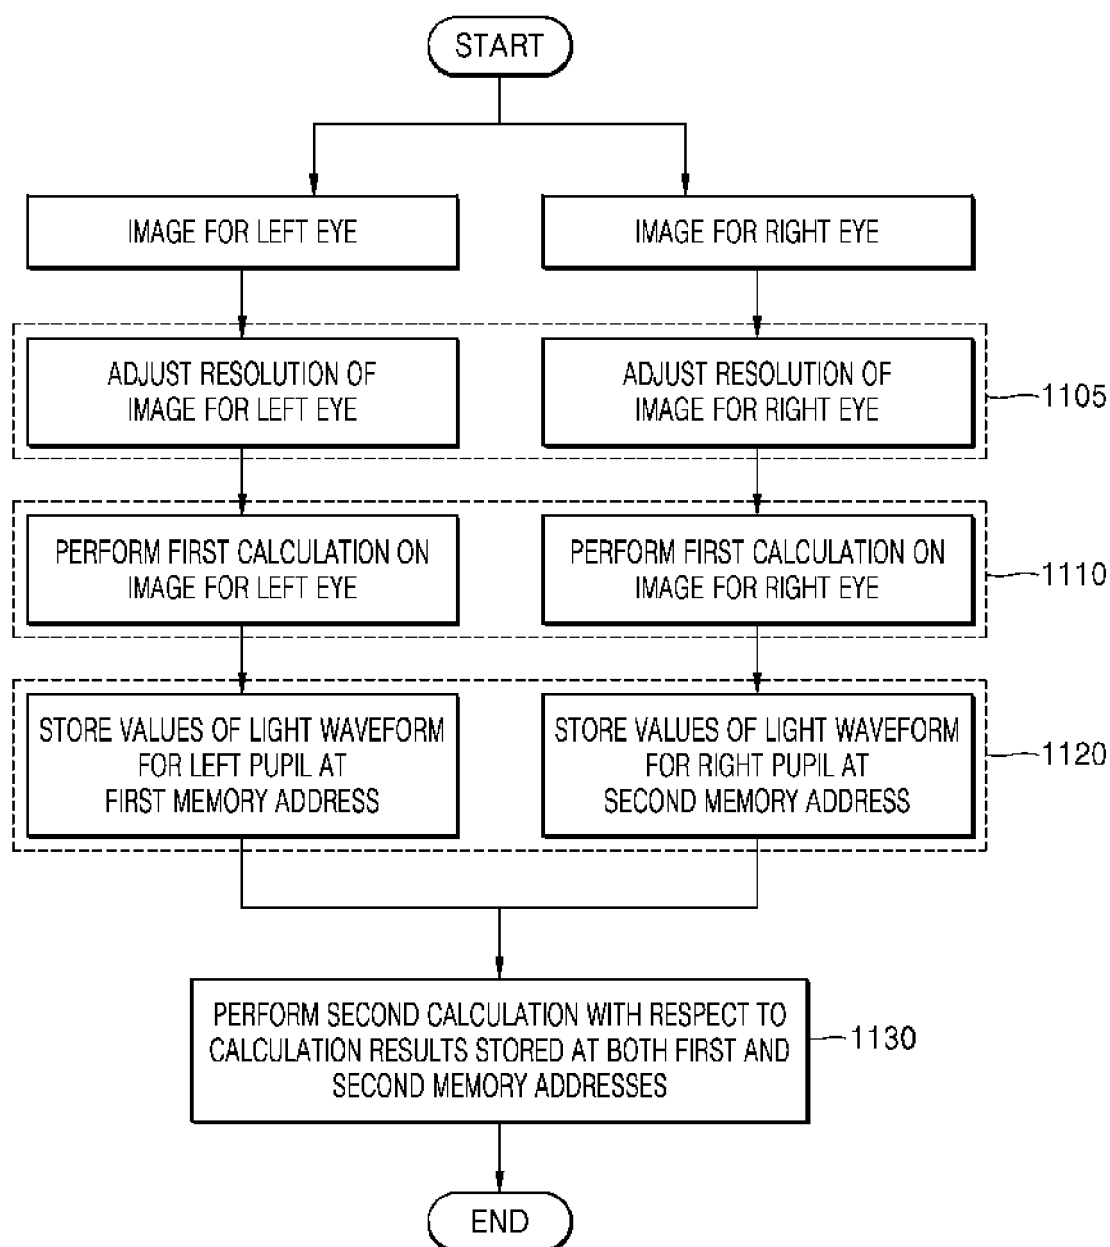 START
IMAGE FOR LEFT EYE
IMAGE FOR RIGHT EYE
ADJUST RESOLUTION OF
IMAGE FOR LEFT EYE
ADJUST RESOLUTION OF
IMAGE FOR RIGHT EYE
1105
PERFORM FIRST CALCULATION ON
IMAGE FOR LEFT EYE
PERFORM FIRST CALCULATION ON
IMAGE FOR RIGHT EYE
1110
STORE VALUES OF LIGHT WAVEFORM
FOR LEFT PUPIL AT
FIRST MEMORY ADDRESS
STORE VALUES OF LIGHT WAVEFORM
FOR RIGHT PUPIL AT
SECOND MEMORY ADDRESS
1120
PERFORM SECOND CALCULATION WITH RESPECT TO
CALCULATION RESULTS STORED AT BOTH FIRST AND
SECOND MEMORY ADDRESSES
1130
END